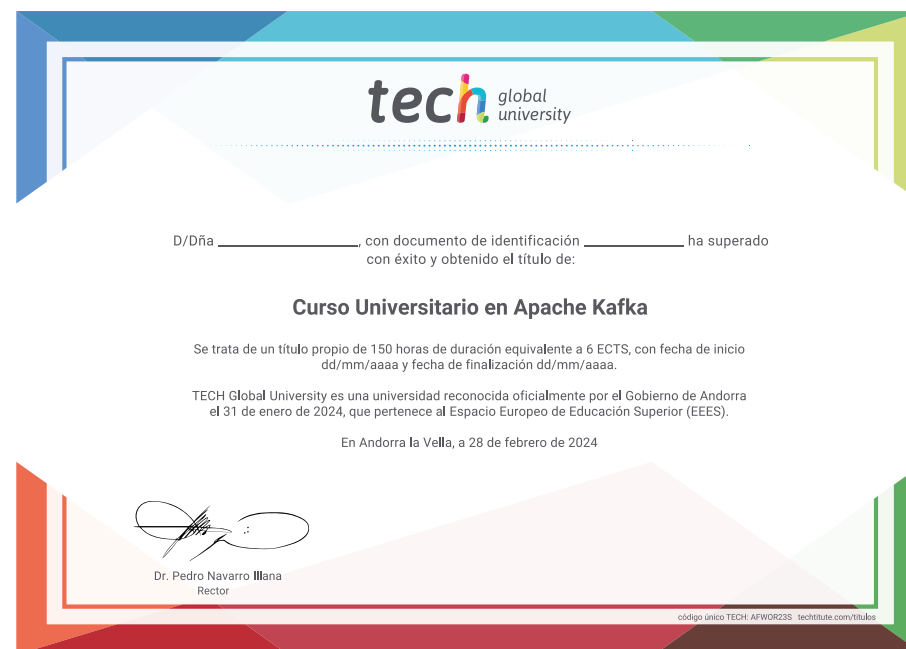 tech global university
D/Dña ____________________, con documento de identificación ______________ ha superado
con éxito y obtenido el título de:
Curso Universitario en Apache Kafka
Se trata de un título propio de 150 horas de duración equivalente a 6 ECTS, con fecha de inicio
dd/mm/aaaa y fecha de finalización dd/mm/aaaa.
TECH Global University es una universidad reconocida oficialmente por el Gobierno de Andorra
el 31 de enero de 2024, que pertenece al Espacio Europeo de Educación Superior (EEES).
En Andorra la Vella, a 28 de febrero de 2024
Dr. Pedro Navarro Illana
Rector
código único TECH: AFWOR23S techtitute.com/titulos